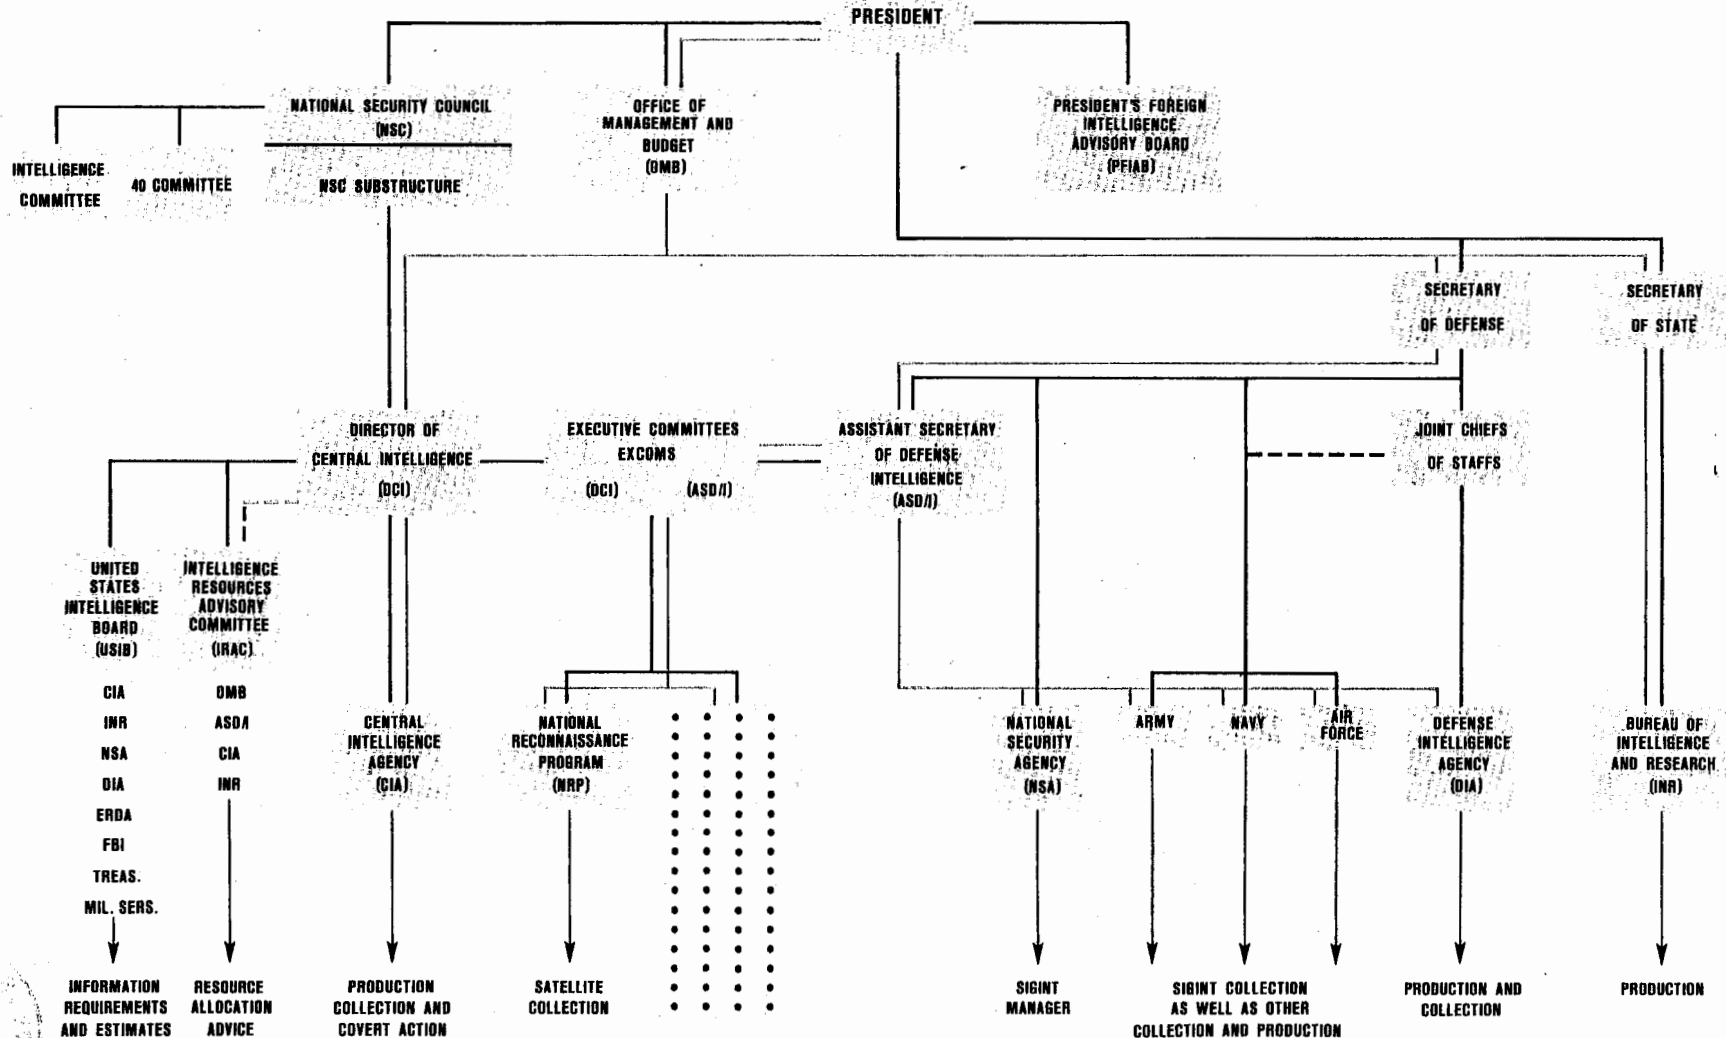 PRESIDENT
NATIONAL SECURITY COUNCIL
(NSC)
NSC SUBSTRUCTURE
OFFICE OF
MANAGEMENT AND
BUDGET
(OMB)
PRESIDENT'S FOREIGN
INTELLIGENCE
ADVISORY BOARD
(PFIAB)
INTELLIGENCE
COMMITTEE
40 COMMITTEE
SECRETARY
OF DEFENSE
SECRETARY
OF STATE
DIRECTOR OF
CENTRAL INTELLIGENCE
(DCI)
EXECUTIVE COMMITTEES
EXCOMS
(DCI) (ASD/I)
ASSISTANT SECRETARY
OF DEFENSE
INTELLIGENCE
(ASD/I)
JOINT CHIEFS
OF STAFFS
UNITED
STATES
INTELLIGENCE
BOARD
(USIB)
CIA
INR
NSA
DIA
ERDA
FBI
TREAS.
MIL. SERS.
INTELLIGENCE
RESOURCES
ADVISORY
COMMITTEE
(IRAC)
OMB
ASD/I
CIA
INR
CENTRAL
INTELLIGENCE
AGENCY
(CIA)
NATIONAL
RECONNAISSANCE
PROGRAM
(NRP)
NATIONAL
SECURITY
AGENCY
(NSA)
ARMY
NAVY
AIR
FORCE
DEFENSE
INTELLIGENCE
AGENCY
(DIA)
BUREAU OF
INTELLIGENCE
AND RESEARCH
(INR)
INFORMATION
REQUIREMENTS
AND ESTIMATES
RESOURCE
ALLOCATION
ADVICE
PRODUCTION
COLLECTION AND
COVERT ACTION
SATELLITE
COLLECTION
SIGINT
MANAGER
SIGINT COLLECTION
AS WELL AS OTHER
COLLECTION AND PRODUCTION
PRODUCTION AND
COLLECTION
PRODUCTION